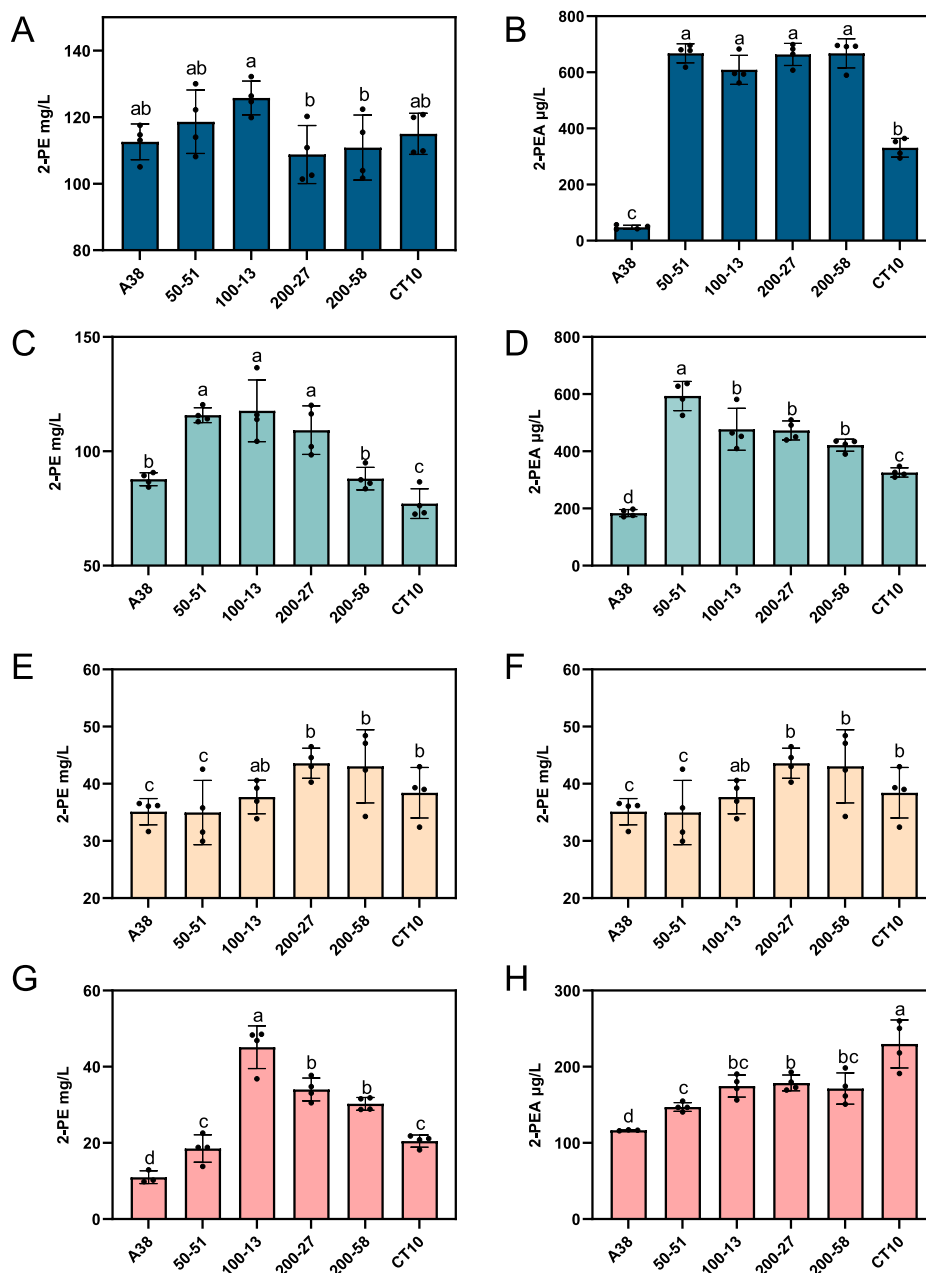 A
2-PE mg/L
140
120
100
80
ab
ab
a
b
b
ab
A38
50-51
100-13
200-27
200-58
CT10
B
2-PEA µg/L
800
600
400
200
0
c
a
a
a
a
b
A38
50-51
100-13
200-27
200-58
CT10
C
2-PE mg/L
150
100
50
b
a
a
a
b
c
A38
50-51
100-13
200-27
200-58
CT10
D
2-PEA µg/L
800
600
400
200
0
d
a
b
b
b
c
A38
50-51
100-13
200-27
200-58
CT10
E
2-PE mg/L
60
50
40
30
20
c
c
ab
b
b
b
A38
50-51
100-13
200-27
200-58
CT10
F
2-PE mg/L
60
50
40
30
20
c
c
ab
b
b
b
A38
50-51
100-13
200-27
200-58
CT10
G
2-PE mg/L
60
40
20
0
d
c
a
b
b
c
A38
50-51
100-13
200-27
200-58
CT10
H
2-PEA µg/L
300
200
100
0
d
c
bc
b
bc
a
A38
50-51
100-13
200-27
200-58
CT10